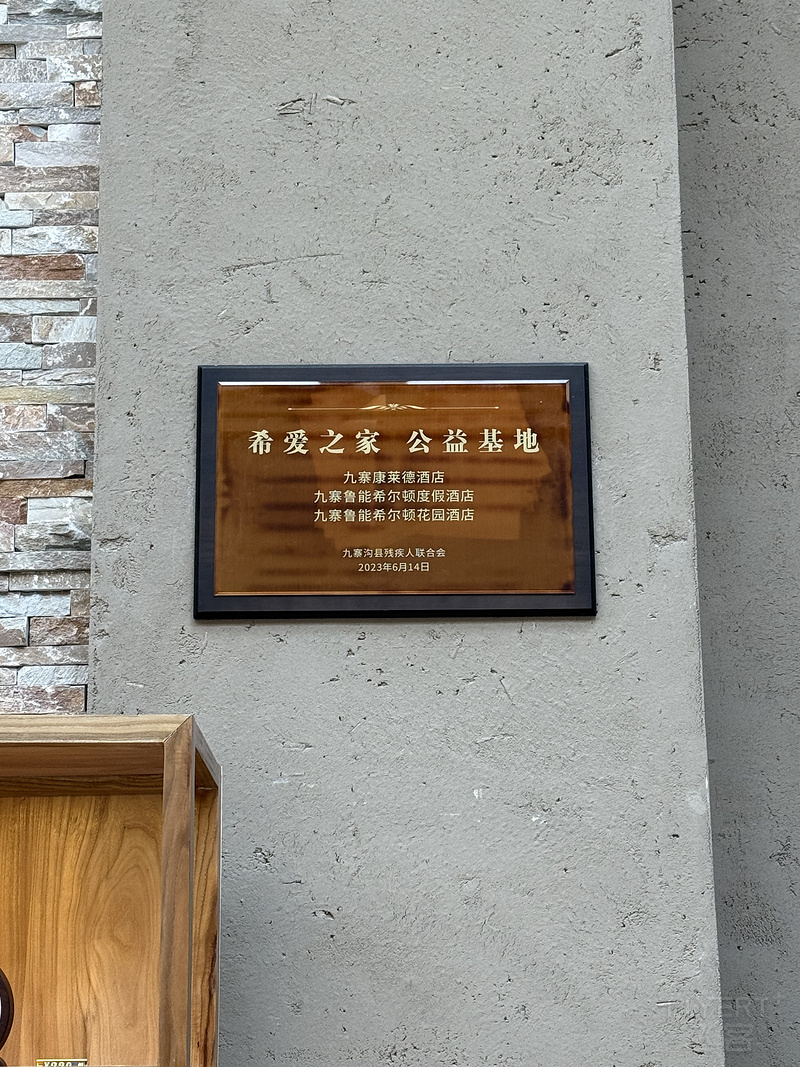 希爱之家 公益基地
九寨康莱德酒店
九寨鲁能希尔顿度假酒店
九寨鲁能希尔顿花园酒店
九寨沟县残疾人联合会
2023年6月14日